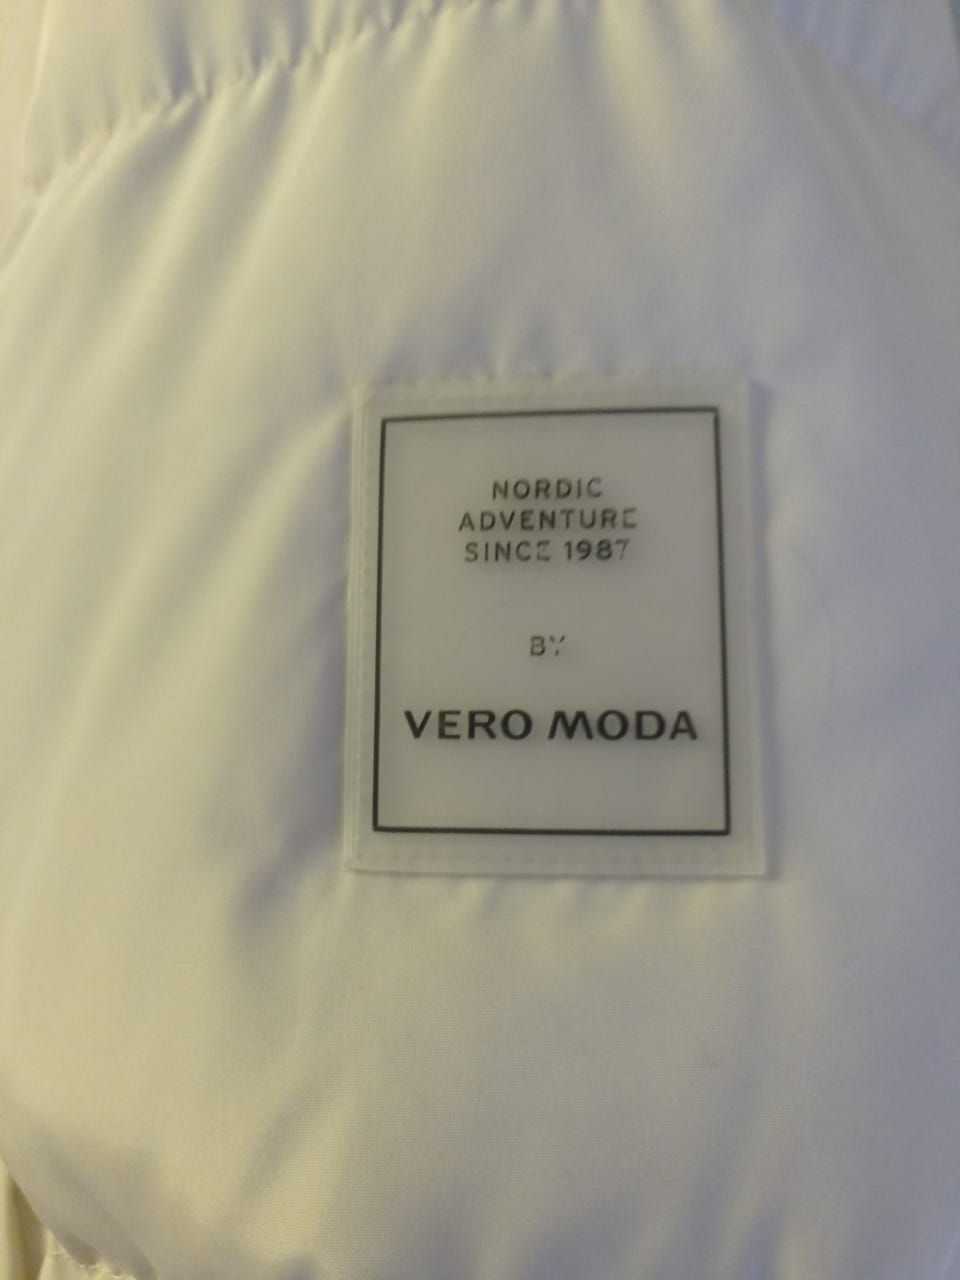 NORDIC
ADVENTURE
SINCE 1987
BY
VERO MODA